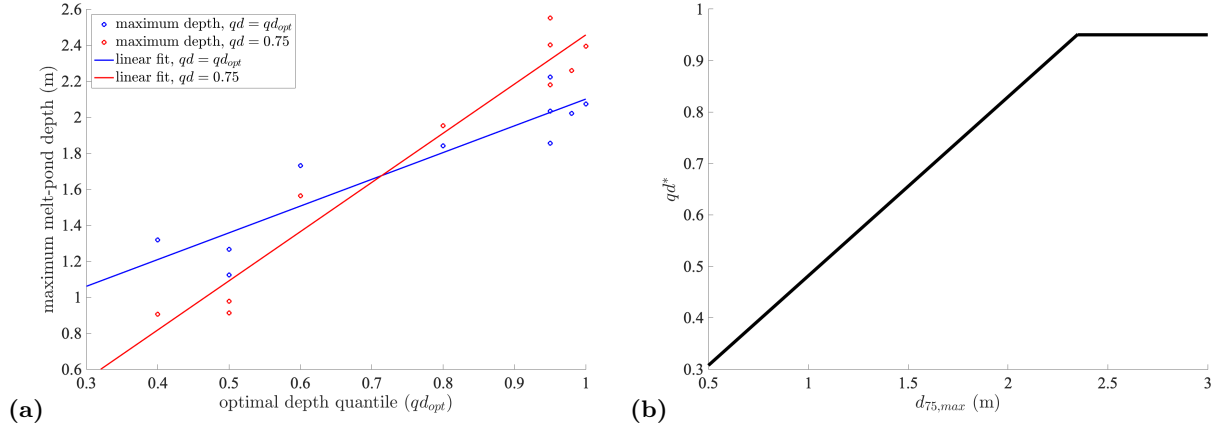 2.6
2.4
2.2
2
1.8
1.6
1.4
1.2
1
0.8
0.6
maximum melt-pond depth (m)
maximum depth, qd = qd_opt
maximum depth, qd = 0.75
linear fit, qd = qd_opt
linear fit, qd = 0.75
0.3 0.4 0.5 0.6 0.7 0.8 0.9 1
optimal depth quantile (qd_opt)
(a)
1
0.9
0.8
0.7
0.6
0.5
0.4
0.3
qd*
0.5 1 1.5 2 2.5 3
d_75,max (m)
(b)